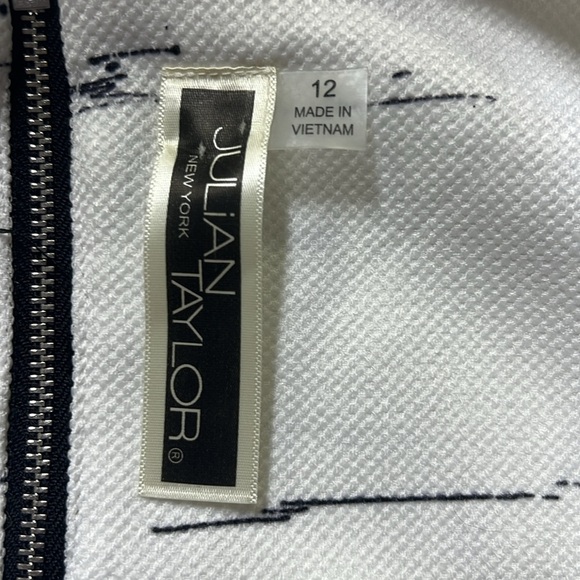 JULiAN
TAYLOR®
NEW YORK
12
MADE IN
VIETNAM